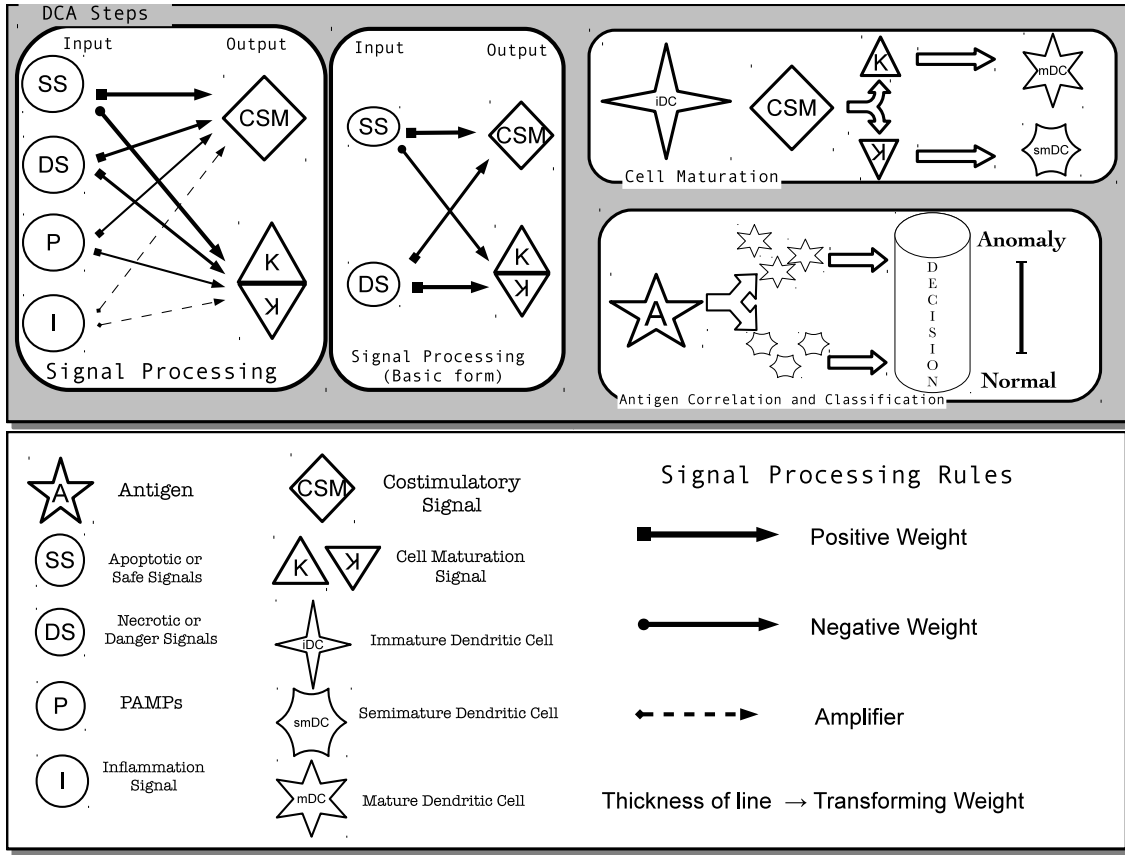 DCA Steps
Input
Output
SS
DS
P
I
CSM
K
K
Signal Processing
Input
Output
SS
DS
CSM
K
K
Signal Processing
(Basic form)
iDC
CSM
K
K
mDC
smDC
Cell Maturation
A
DECISION
Anomaly
Normal
Antigen Correlation and Classification
A
Antigen
SS
Apoptotic or
Safe Signals
DS
Necrotic or
Danger Signals
P
PAMPs
I
Inflammation
Signal
CSM
Costimulatory
Signal
K
K
Cell Maturation
Signal
iDC
Immature Dendritic Cell
smDC
Semimature Dendritic Cell
mDC
Mature Dendritic Cell
Signal Processing Rules
Positive Weight
Negative Weight
Amplifier
Thickness of line → Transforming Weight